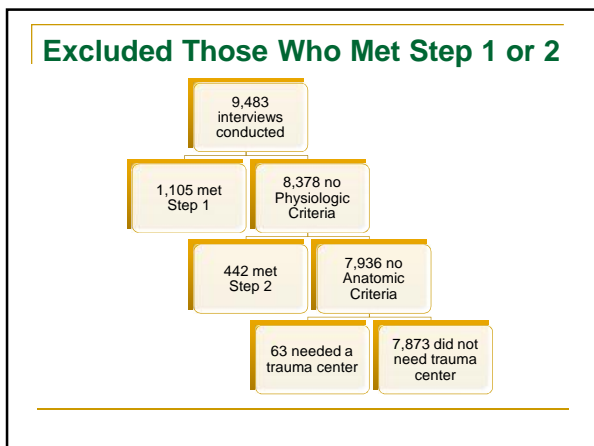 Excluded Those Who Met Step 1 or 2
9,483
interviews
conducted
1,105 met
Step 1
8,378 no
Physiologic
Criteria
442 met
Step 2
7,936 no
Anatomic
Criteria
63 needed a
trauma center
7,873 did not
need trauma
center